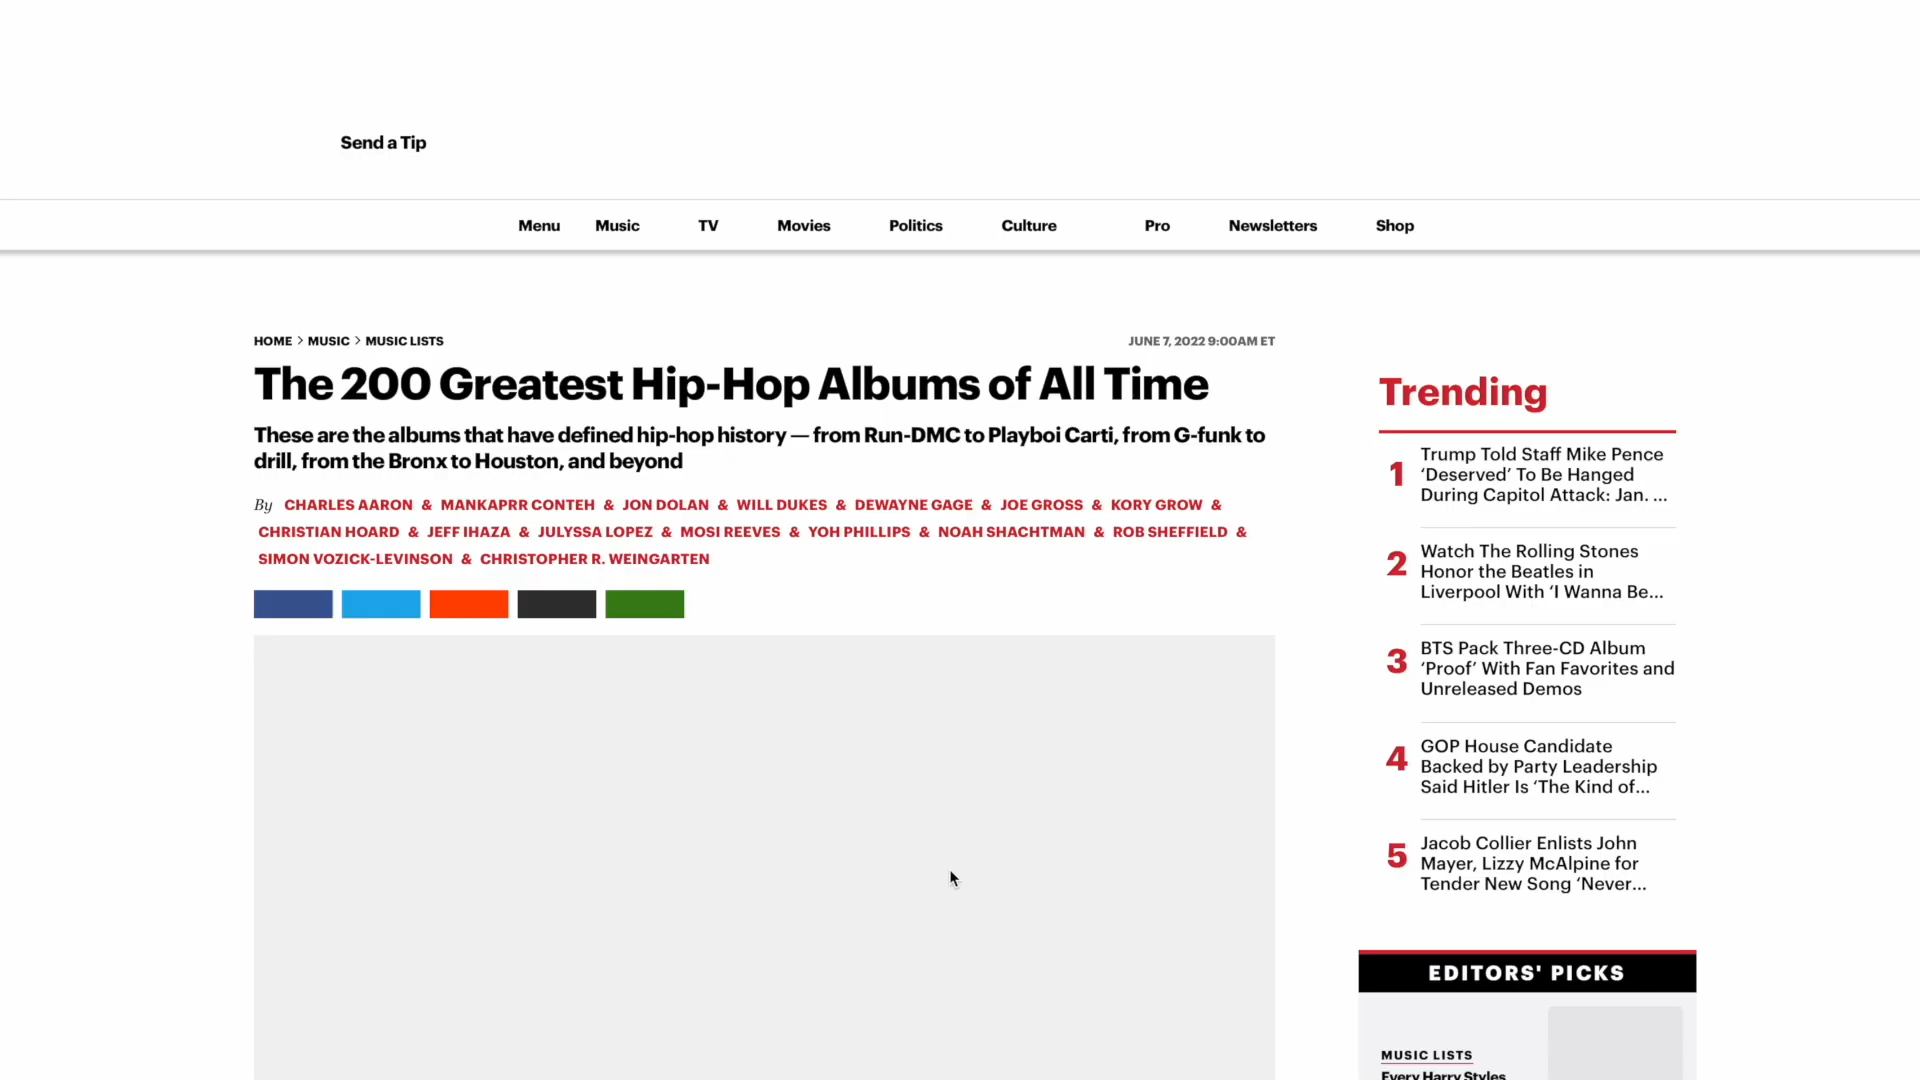 Send a Tip
Menu Music TV Movies Politics Culture Pro Newsletters Shop
HOME > MUSIC > MUSIC LISTS
JUNE 7, 2022 9:00AM ET
The 200 Greatest Hip-Hop Albums of All Time
These are the albums that have defined hip-hop history — from Run-DMC to Playboi Carti, from G-funk to
drill, from the Bronx to Houston, and beyond
By CHARLES AARON & MANKAPRR CONTEH & JON DOLAN & WILL DUKES & DEWAYNE GAGE & JOE GROSS & KORY GROW &
CHRISTIAN HOARD & JEFF IHAZA & JULYSSA LOPEZ & MOSI REEVES & YOH PHILLIPS & NOAH SHACHTMAN & ROB SHEFFIELD &
SIMON VOZICK-LEVINSON & CHRISTOPHER R. WEINGARTEN
Trending
1
Trump Told Staff Mike Pence
‘Deserved’ To Be Hanged
During Capitol Attack: Jan. ...
2
Watch The Rolling Stones
Honor the Beatles in
Liverpool With ‘I Wanna Be...
3
BTS Pack Three-CD Album
‘Proof’ With Fan Favorites and
Unreleased Demos
4
GOP House Candidate
Backed by Party Leadership
Said Hitler Is ‘The Kind of...
5
Jacob Collier Enlists John
Mayer, Lizzy McAlpine for
Tender New Song ‘Never...
EDITORS' PICKS
MUSIC LISTS
Every Harry Styles